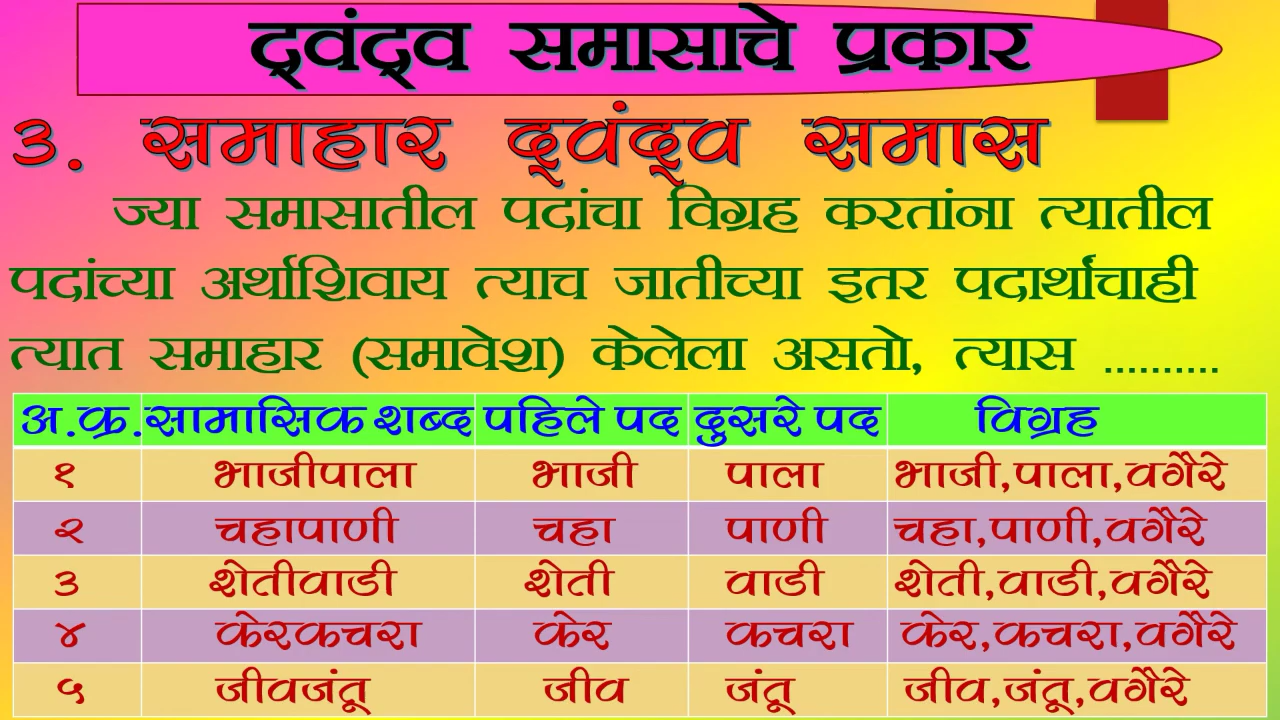 द्वंद्व समासाचे प्रकार
३. समाहार द्वंद्व समास
ज्या समासातील पदांचा विग्रह करतांना त्यातील
पदांच्या अर्थाशिवाय त्याच जातीच्या इतर पदार्थांचाही
त्यात समाहार (समावेश) केलेला असतो, त्यास ..........
अ.क्र. सामासिक शब्द पहिले पद दुसरे पद विग्रह
१ भाजीपाला भाजी पाला भाजी,पाला,वगैरे
२ चहापाणी चहा पाणी चहा,पाणी,वगैरे
३ शेतीवाडी शेती वाडी शेती,वाडी,वगैरे
४ केरकचरा केर कचरा केर,कचरा,वगैरे
५ जीवजंतू जीव जंतू जीव,जंतू,वगैरे